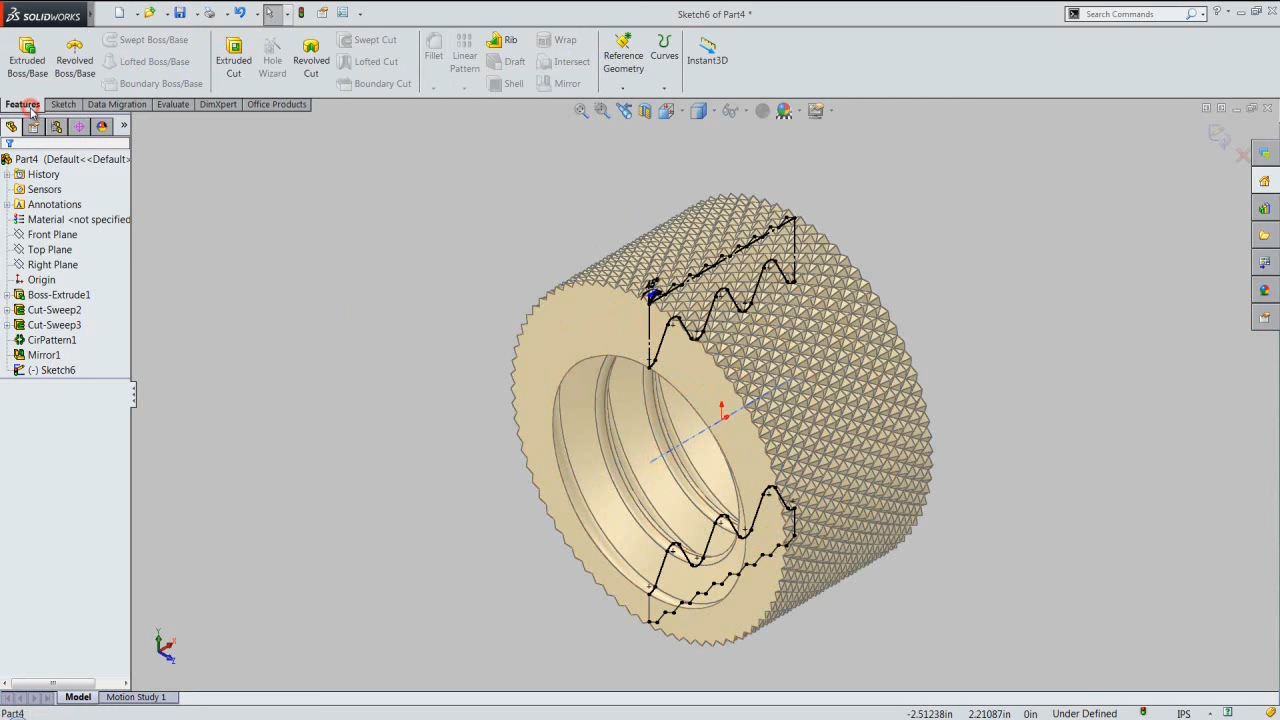 SOLIDWORKS
Sketch6 of Part4 *
Search Commands
Extruded Boss/Base
Revolved Boss/Base
Swept Boss/Base
Lofted Boss/Base
Boundary Boss/Base
Extruded Cut
Hole Wizard
Revolved Cut
Swept Cut
Lofted Cut
Boundary Cut
Fillet
Linear Pattern
Rib
Draft
Shell
Wrap
Intersect
Mirror
Reference Geometry
Curves
Instant3D
Features
Sketch
Data Migration
Evaluate
DimXpert
Office Products
Part4 (Default<<Default>
History
Sensors
Annotations
Material <not specified
Front Plane
Top Plane
Right Plane
Origin
Boss-Extrude1
Cut-Sweep2
Cut-Sweep3
CirPattern1
Mirror1
(-) Sketch6
Y
X
Z
Model
Motion Study 1
Part4
-2.51238in
2.21087in
0in
Under Defined
IPS